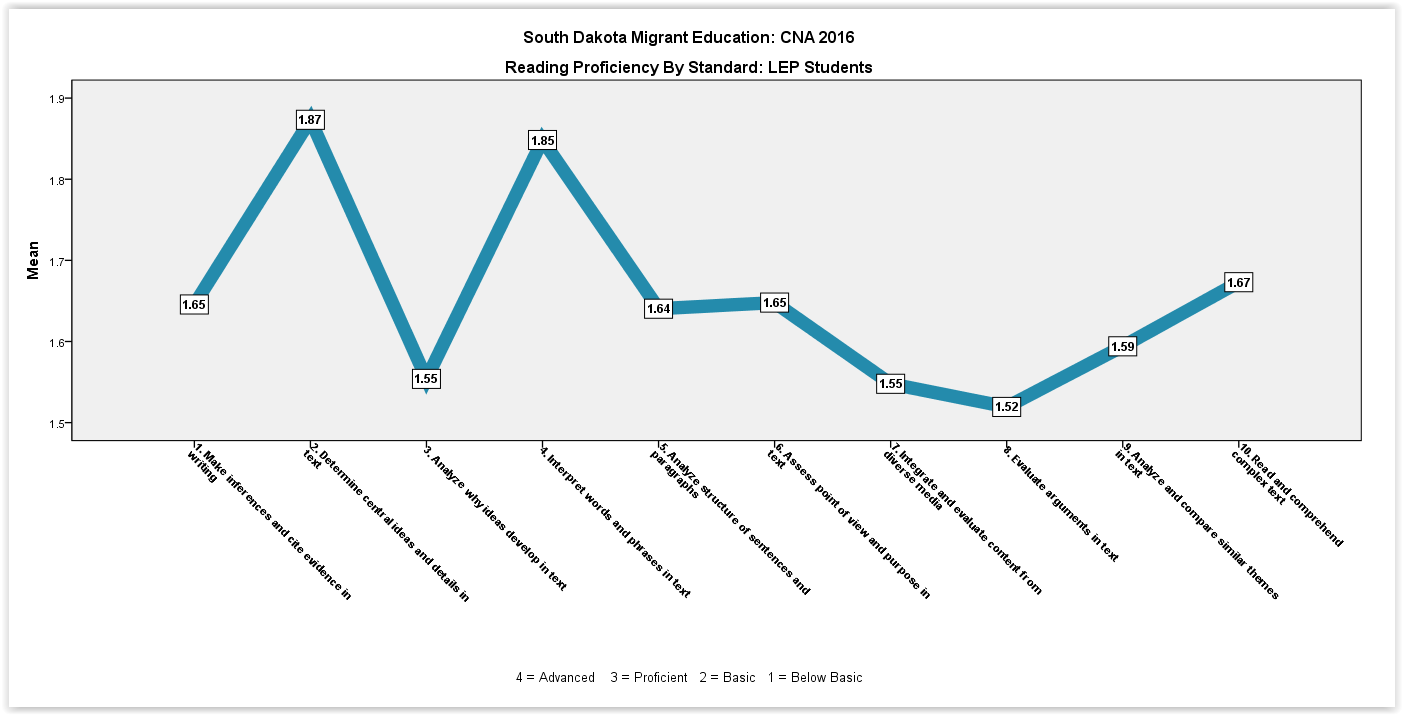 South Dakota Migrant Education: CNA 2016
Reading Proficiency By Standard: LEP Students
Mean
1.9
1.8
1.7
1.6
1.5
1.65
1.87
1.55
1.85
1.64
1.65
1.55
1.52
1.59
1.67
1. Make inferences and cite evidence in
writing
2. Determine central ideas and details in
text
3. Analyze why ideas develop in text
4. Interpret words and phrases in text
5. Analyze structure of sentences and
paragraphs
6. Assess point of view and purpose in
text
7. Integrate and evaluate content from
diverse media
8. Evaluate arguments in text
9. Analyze and compare similar themes
in text
10. Read and comprehend
complex text
4 = Advanced 3 = Proficient 2 = Basic 1 = Below Basic